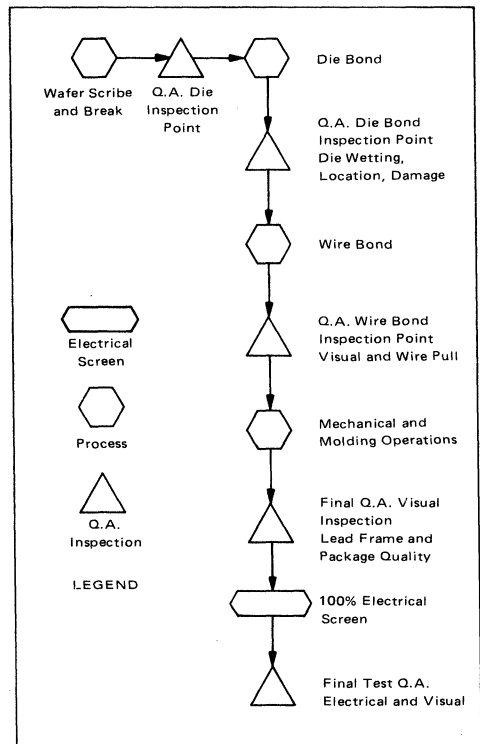 Wafer Scribe
and Break
Q.A. Die
Inspection
Point
Die Bond
Q.A. Die Bond
Inspection Point
Die Wetting,
Location, Damage
Wire Bond
Q.A. Wire Bond
Inspection Point
Visual and Wire Pull
Mechanical and
Molding Operations
Final Q.A. Visual
Inspection
Lead Frame and
Package Quality
100% Electrical
Screen
Final Test Q.A.
Electrical and Visual
Electrical
Screen
Process
Q.A.
Inspection
LEGEND